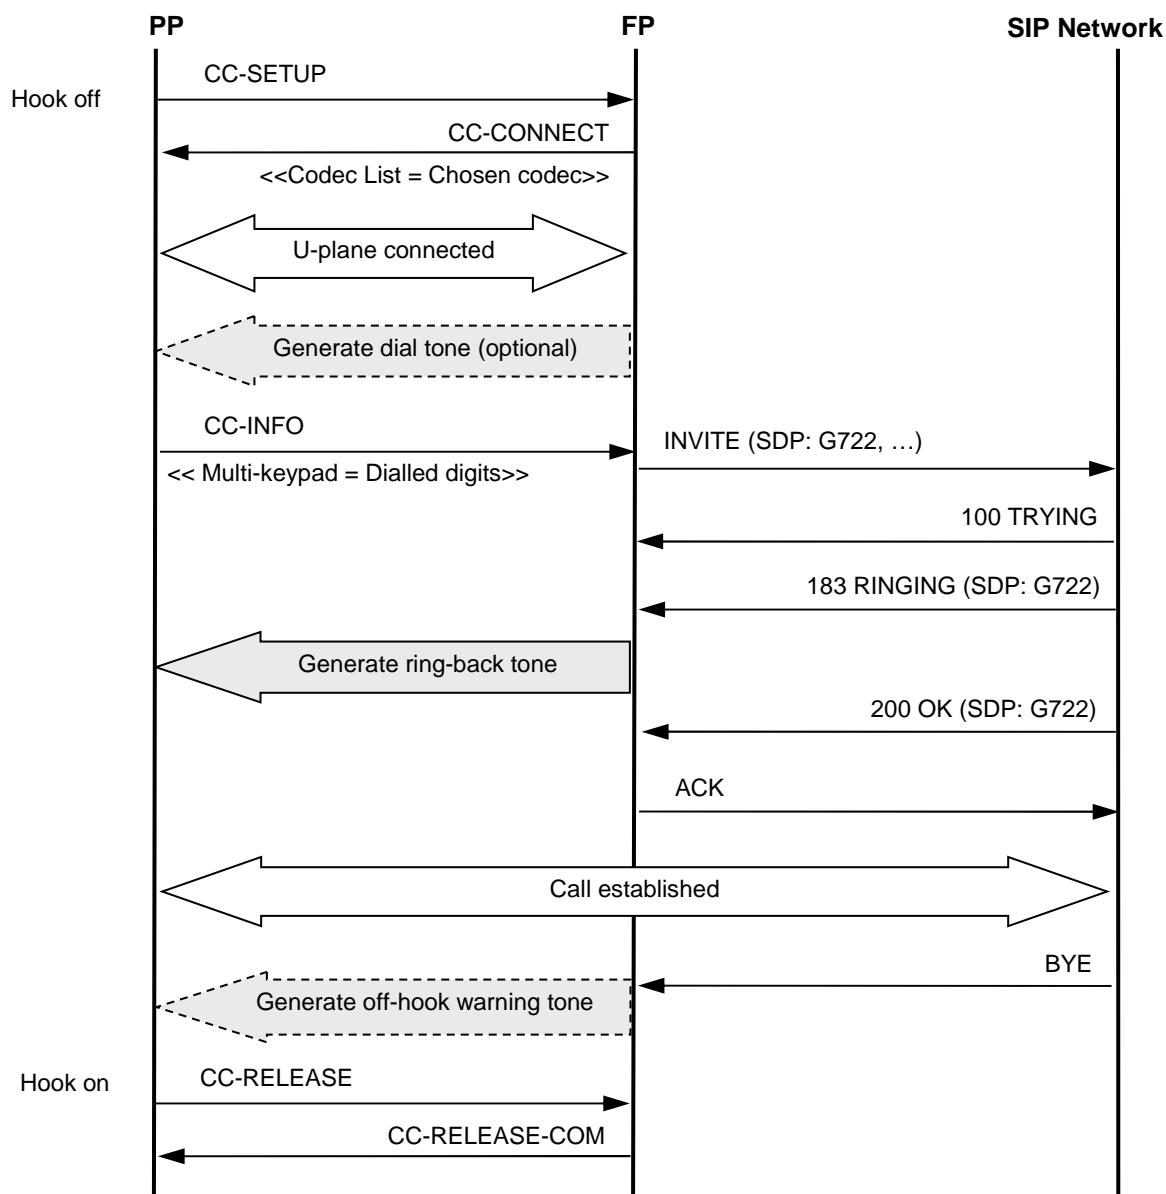 PP
FP
SIP Network
CC-SETUP
Hook off
CC-CONNECT
<<Codec List = Chosen codec>>
U-plane connected
Generate dial tone (optional)
CC-INFO
INVITE (SDP: G722, …)
<< Multi-keypad = Dialled digits>>
100 TRYING
183 RINGING (SDP: G722)
Generate ring-back tone
200 OK (SDP: G722)
ACK
Call established
BYE
Generate off-hook warning tone
Hook on
CC-RELEASE
CC-RELEASE-COM